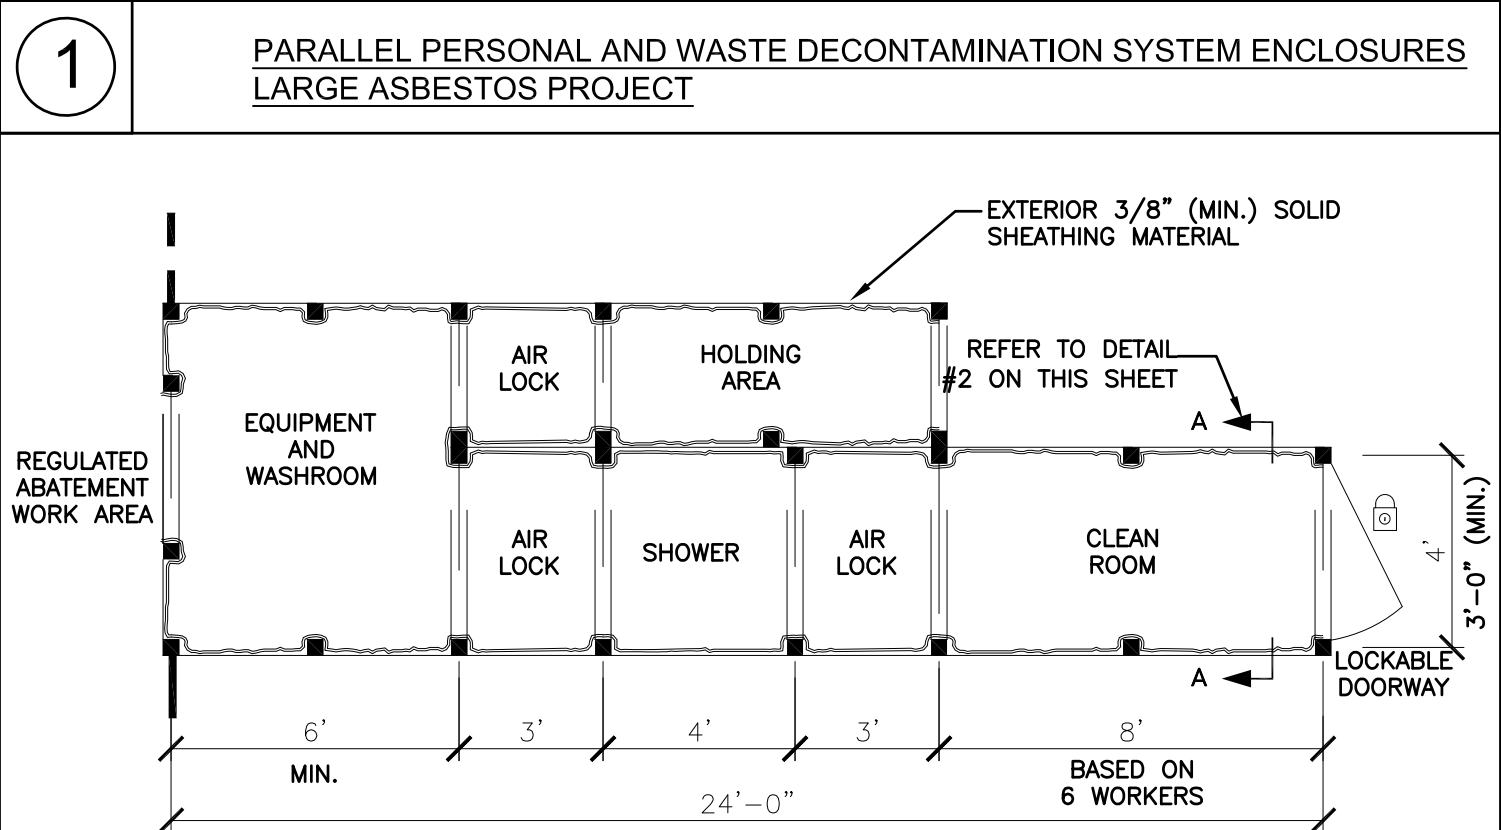 1
PARALLEL PERSONAL AND WASTE DECONTAMINATION SYSTEM ENCLOSURES
LARGE ASBESTOS PROJECT
EXTERIOR 3/8" (MIN.) SOLID
SHEATHING MATERIAL
AIR
LOCK
HOLDING
AREA
REFER TO DETAIL
#2 ON THIS SHEET
A
EQUIPMENT
AND
WASHROOM
REGULATED
ABATEMENT
WORK AREA
AIR
LOCK
SHOWER
AIR
LOCK
CLEAN
ROOM
4'
3'-0" (MIN.)
A
LOCKABLE
DOORWAY
6'
3'
4'
3'
8'
MIN.
BASED ON
6 WORKERS
24'-0"